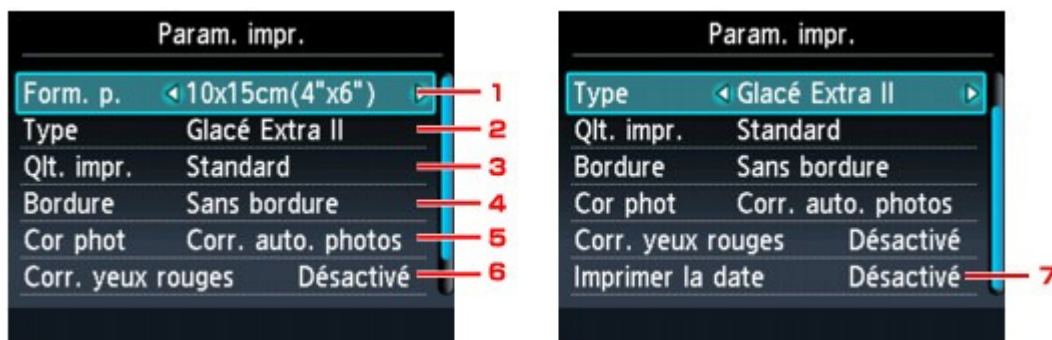 Param. impr.
Form. p. 10x15cm(4"x6") 1
Type Glacé Extra II 2
Qlt. impr. Standard 3
Bordure Sans bordure 4
Cor phot Corr. auto. photos 5
Corr. yeux rouges Désactivé 6
Param. impr.
Type Glacé Extra II
Qlt. impr. Standard
Bordure Sans bordure
Cor phot Corr. auto. photos
Corr. yeux rouges Désactivé
Imprimer la date Désactivé 7